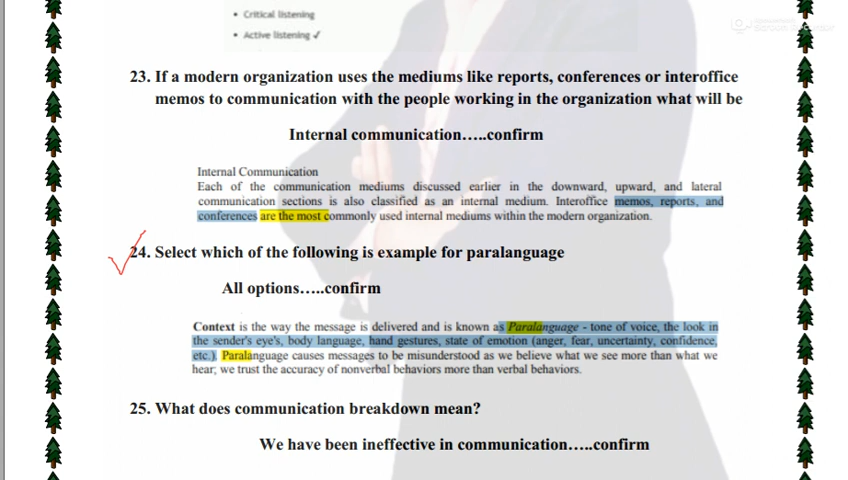 • Critical listening
• Active listening ✓
23. If a modern organization uses the mediums like reports, conferences or interoffice
memos to communication with the people working in the organization what will be
Internal communication.....confirm
Internal Communication
Each of the communication mediums discussed earlier in the downward, upward, and lateral
communication sections is also classified as an internal medium. Interoffice memos, reports, and
conferences are the most commonly used internal mediums within the modern organization.
24. Select which of the following is example for paralanguage
All options.....confirm
Context is the way the message is delivered and is known as Paralanguage - tone of voice, the look in
the sender's eye's, body language, hand gestures, state of emotion (anger, fear, uncertainty, confidence,
etc.). Paralanguage causes messages to be misunderstood as we believe what we see more than what we
hear; we trust the accuracy of nonverbal behaviors more than verbal behaviors.
25. What does communication breakdown mean?
We have been ineffective in communication.....confirm